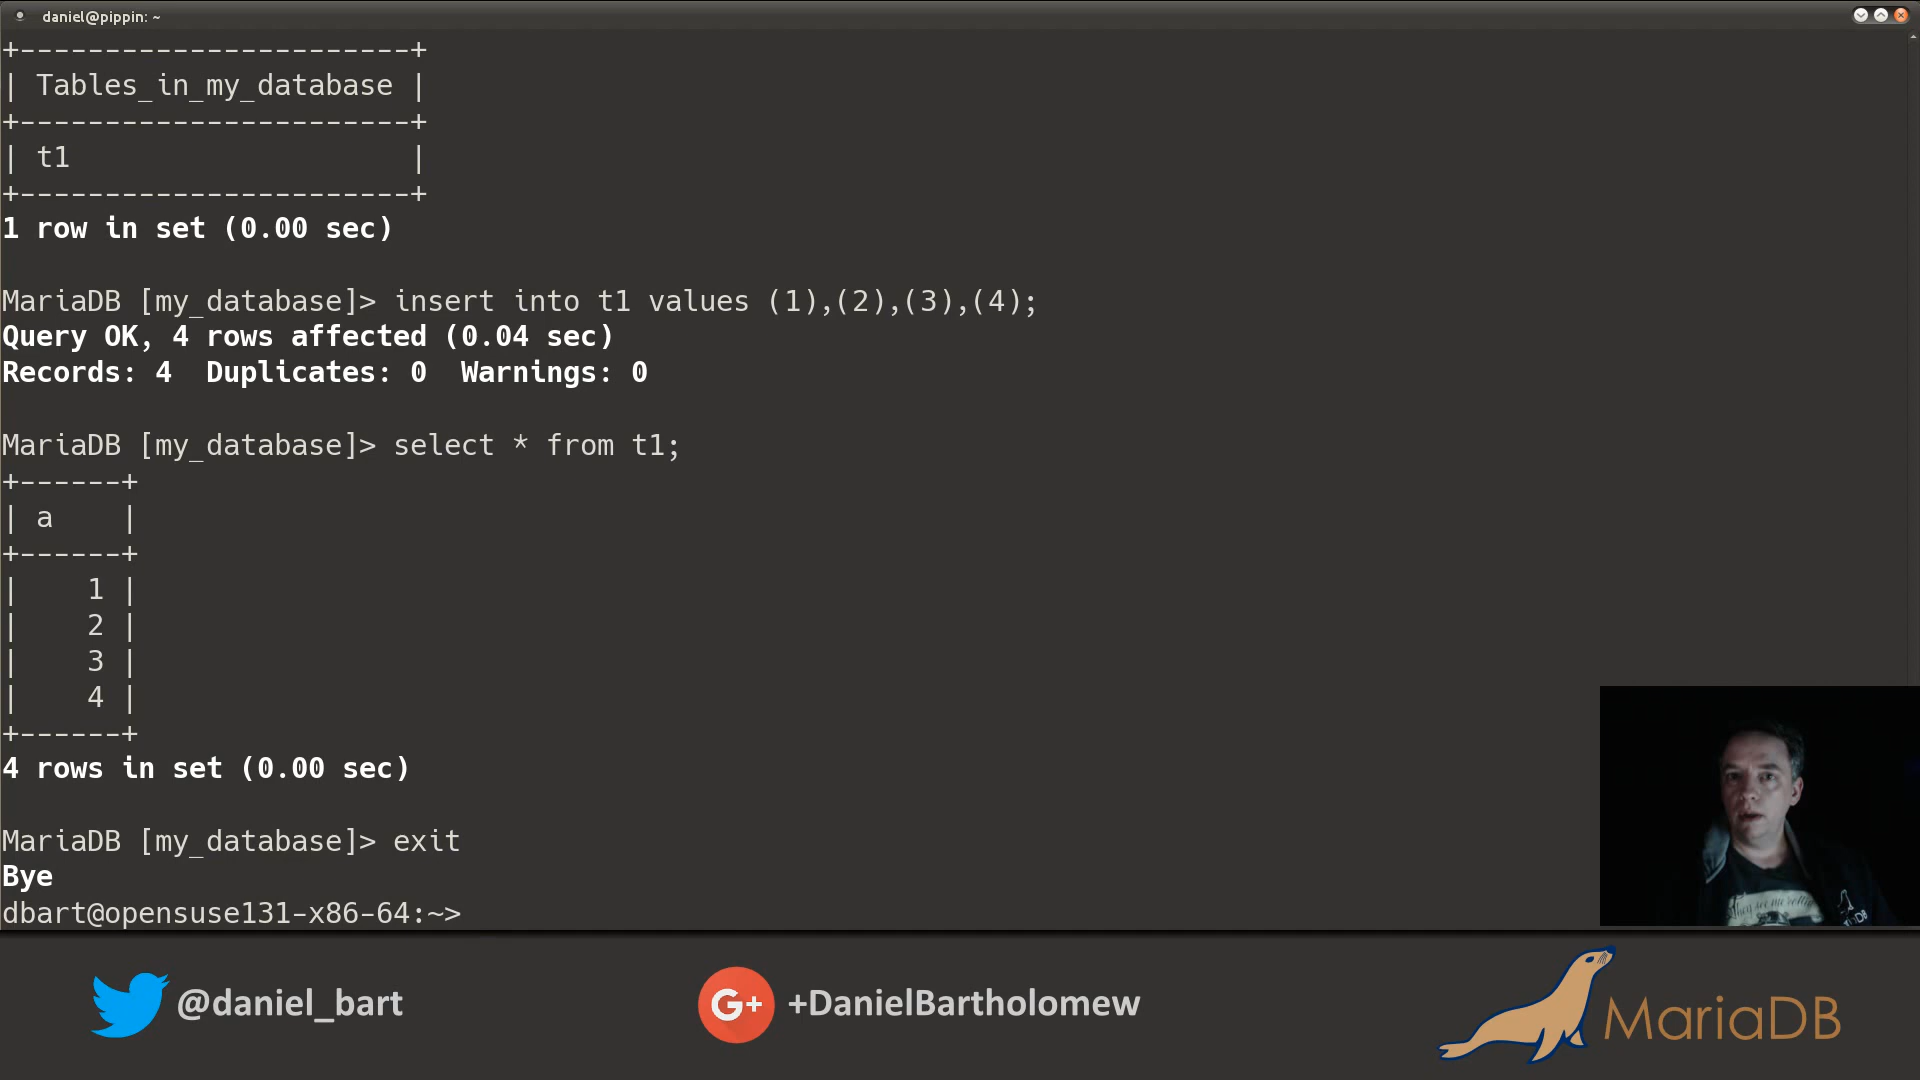 daniel@pippin: ~
+-----------------------+
| Tables_in_my_database |
+-----------------------+
| t1                    |
+-----------------------+
1 row in set (0.00 sec)
MariaDB [my_database]> insert into t1 values (1),(2),(3),(4);
Query OK, 4 rows affected (0.04 sec)
Records: 4  Duplicates: 0  Warnings: 0
MariaDB [my_database]> select * from t1;
+------+
| a    |
+------+
|    1 |
|    2 |
|    3 |
|    4 |
+------+
4 rows in set (0.00 sec)
MariaDB [my_database]> exit
Bye
dbart@opensuse131-x86-64:~>
@daniel_bart
G+ +DanielBartholomew
MariaDB